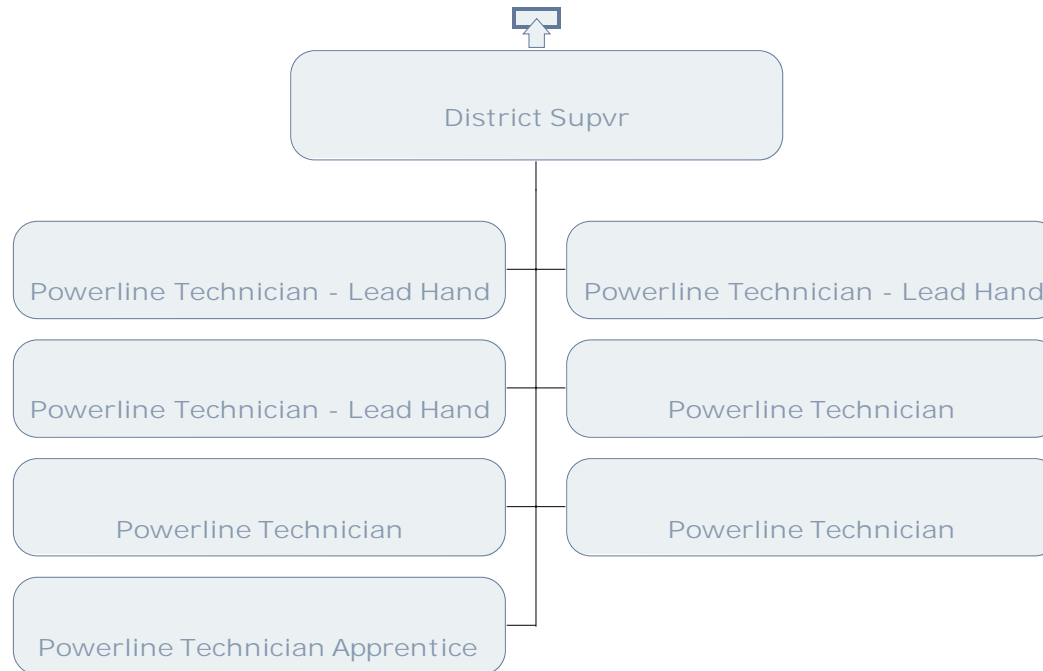 District Supvr
Powerline Technician - Lead Hand
Powerline Technician - Lead Hand
Powerline Technician - Lead Hand
Powerline Technician
Powerline Technician
Powerline Technician
Powerline Technician Apprentice